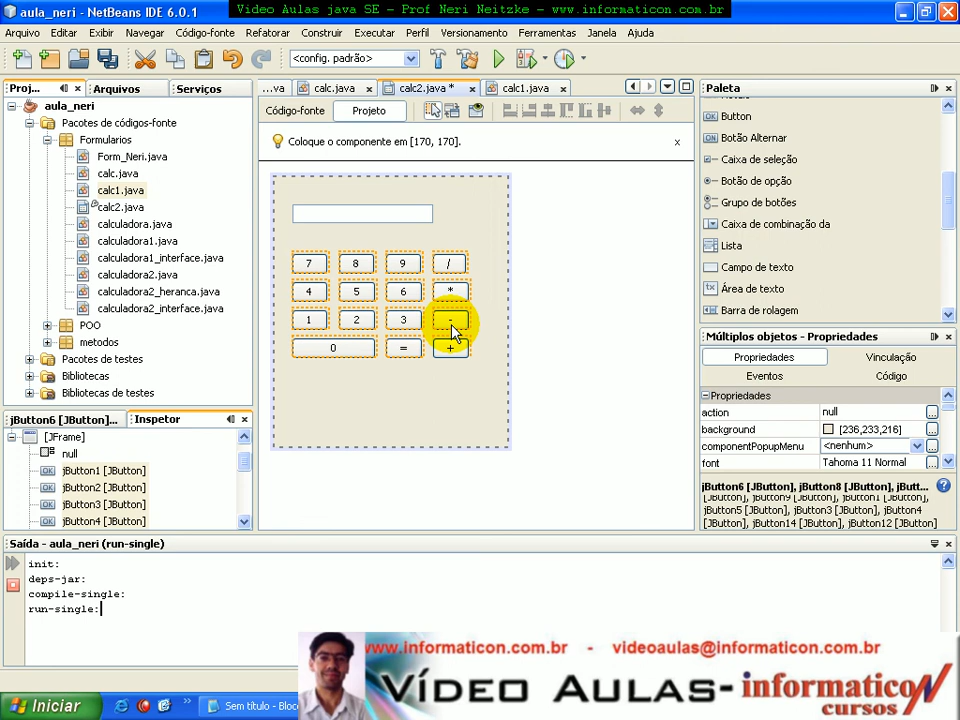 Video Aulas java SE - Prof Neri Neitzke - www.informaticon.com.br
aula_neri - NetBeans IDE 6.0.1
Arquivo Editar Exibir Navegar Código-fonte Refatorar Construir Executar Perfil Versionamento Ferramentas Janela Ajuda
<config. padrão>
Proj... Arquivos Serviços
...va calc.java calc2.java * calc1.java
Paleta
aula_neri
Pacotes de códigos-fonte
Formularios
Form_Neri.java
calc.java
calc1.java
calc2.java
calculadora.java
calculadora1.java
calculadora1_interface.java
calculadora2.java
calculadora2_heranca.java
calculadora2_interface.java
POO
metodos
Pacotes de testes
Bibliotecas
Bibliotecas de testes
Código-fonte Projeto
Coloque o componente em [170, 170].
x
7 8 9 /
4 5 6 *
1 2 3 -
0 = +
Button
Botão Alternar
Caixa de seleção
Botão de opção
Grupo de botões
Caixa de combinação da
Lista
Campo de texto
Área de texto
Barra de rolagem
Múltiplos objetos - Propriedades
Propriedades Vinculação
Eventos Código
Propriedades
action null ...
background [236,233,216] ...
componentPopupMenu <nenhum> ...
font Tahoma 11 Normal ...
jButton6 [JButton], jButton8 [JButton], jButt...
[JButton], jButton9 [JButton], jButton1 [JButton],
jButton5 [JButton], jButton3 [JButton], jButton4
[JButton], jButton14 [JButton], jButton12 [JButton]
jButton6 [JButton]... Inspetor
[JFrame]
null
jButton1 [JButton]
jButton2 [JButton]
jButton3 [JButton]
jButton4 [JButton]
Saída - aula_neri (run-single)
init:
deps-jar:
compile-single:
run-single:
www.informaticon.com.br - videoaulas@informaticon.com.br
VÍDEO AULAS-informaticon
cursos
Iniciar
Sem título - Bloc